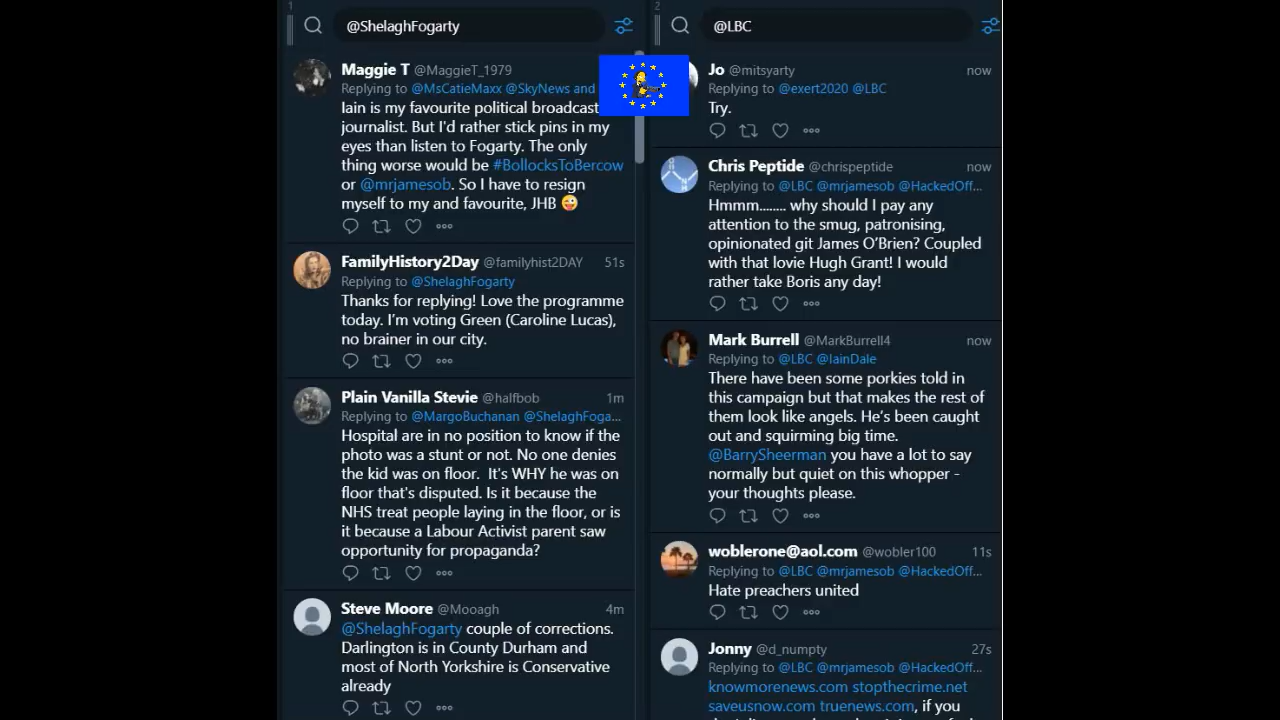 1
@ShelaghFogarty
Maggie T @MagieT_1979
Replying to @MsCatieMaxx @SkyNews and
Iain is my favourite political broadcast
journalist. But I'd rather stick pins in my
eyes than listen to Fogarty. The only
thing worse would be #BollocksToBercow
or @mrjamesob. So I have to resign
myself to my and favourite, JHB 😜
FamilyHistory2Day @familyhist2DAY 51s
Replying to @ShelaghFogarty
Thanks for replying! Love the programme
today. I'm voting Green (Caroline Lucas),
no brainer in our city.
Plain Vanilla Stevie @halfbob 1m
Replying to @MargoBuchanan @ShelaghFoga...
Hospital are in no position to know if the
photo was a stunt or not. No one denies
the kid was on floor. It's WHY he was on
floor that's disputed. Is it because the
NHS treat people laying in the floor, or is
it because a Labour Activist parent saw
opportunity for propaganda?
Steve Moore @Mooagh 4m
@ShelaghFogarty couple of corrections.
Darlington is in County Durham and
most of North Yorkshire is Conservative
already
2
@LBC
Jo @mitsyarty now
Replying to @exert2020 @LBC
Try.
Chris Peptide @chrispeptide now
Replying to @LBC @mrjamesob @HackedOff...
Hmmm........ why should I pay any
attention to the smug, patronising,
opinionated git James O'Brien? Coupled
with that lovie Hugh Grant! I would
rather take Boris any day!
Mark Burrell @MarkBurrell4 now
Replying to @LBC @IainDale
There have been some porkies told in
this campaign but that makes the rest of
them look like angels. He's been caught
out and squirming big time.
@BarrySheerman you have a lot to say
normally but quiet on this whopper -
your thoughts please.
woblerone@aol.com @wobler100 11s
Replying to @LBC @mrjamesob @HackedOff...
Hate preachers united
Jonny @d_numpty 27s
Replying to @LBC @mrjamesob @HackedOff...
knowmorenews.com stopthecrime.net
saveusnow.com truenews.com, if you